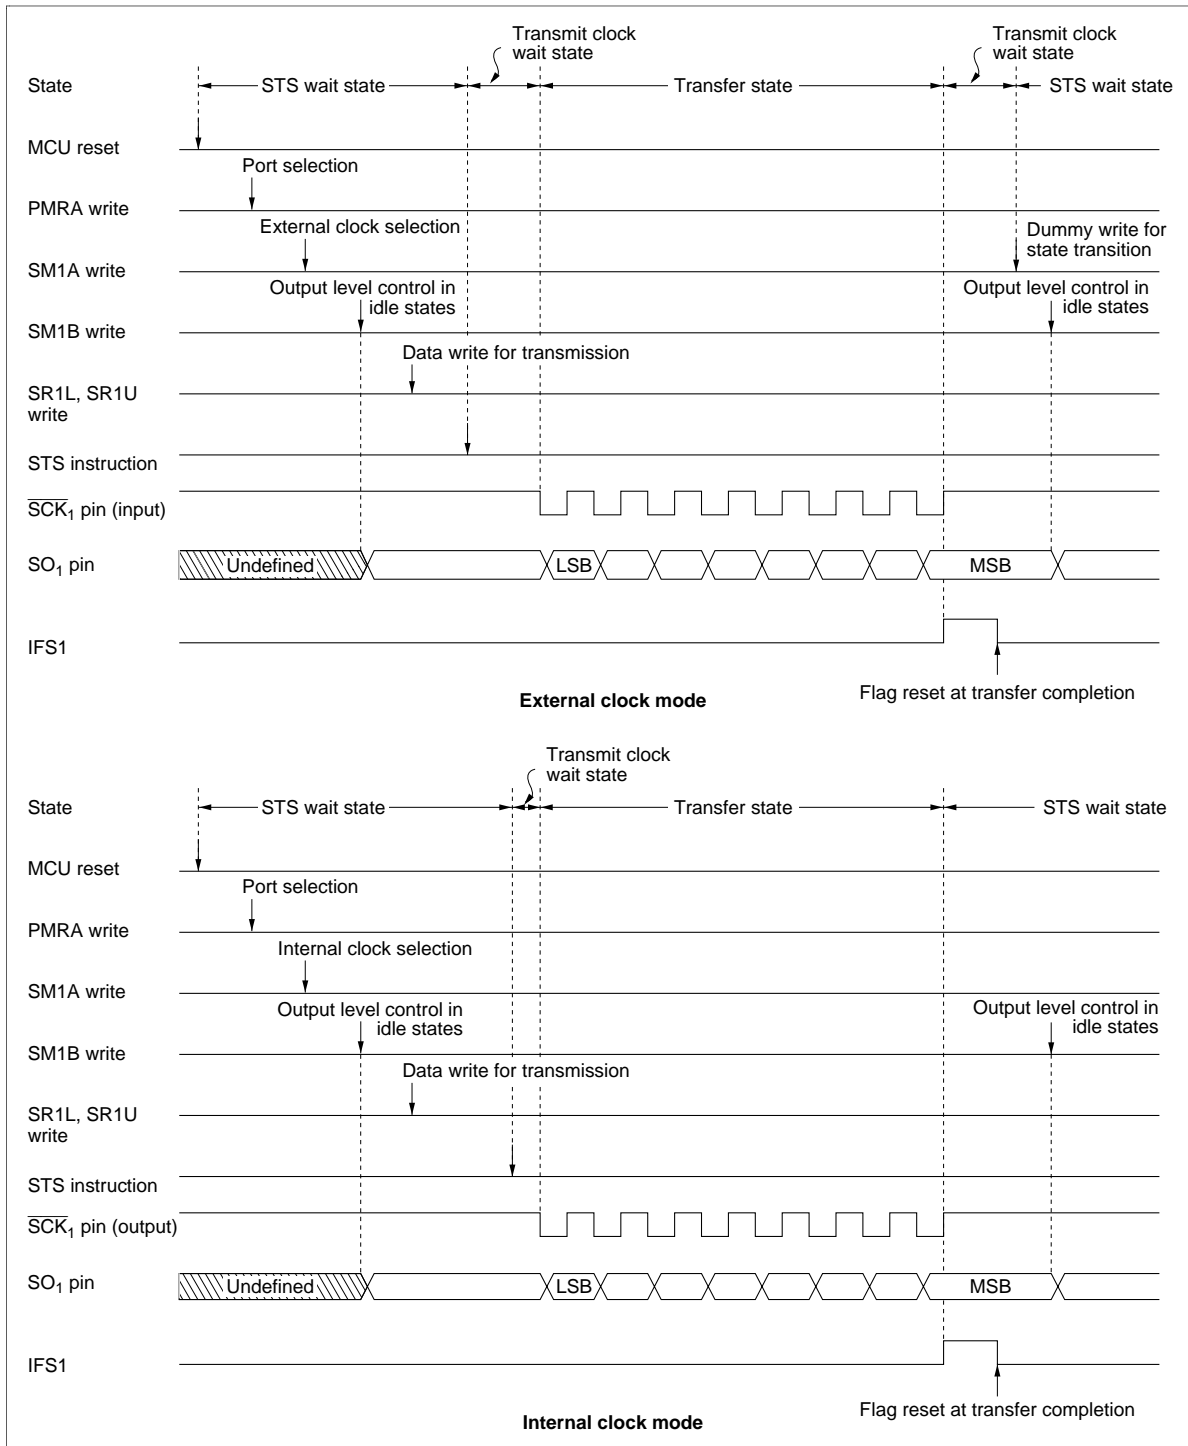 Transmit clock
wait state
Transmit clock
wait state
State
STS wait state
Transfer state
STS wait state
MCU reset
Port selection
PMRA write
External clock selection
Dummy write for
state transition
SM1A write
Output level control in
idle states
Output level control in
idle states
SM1B write
Data write for transmission
SR1L, SR1U
write
STS instruction
SCK1 pin (input)
SO1 pin
Undefined
LSB
MSB
IFS1
Flag reset at transfer completion
External clock mode
Transmit clock
wait state
State
STS wait state
Transfer state
STS wait state
MCU reset
Port selection
PMRA write
Internal clock selection
SM1A write
Output level control in
idle states
Output level control in
idle states
SM1B write
Data write for transmission
SR1L, SR1U
write
STS instruction
SCK1 pin (output)
SO1 pin
Undefined
LSB
MSB
IFS1
Flag reset at transfer completion
Internal clock mode